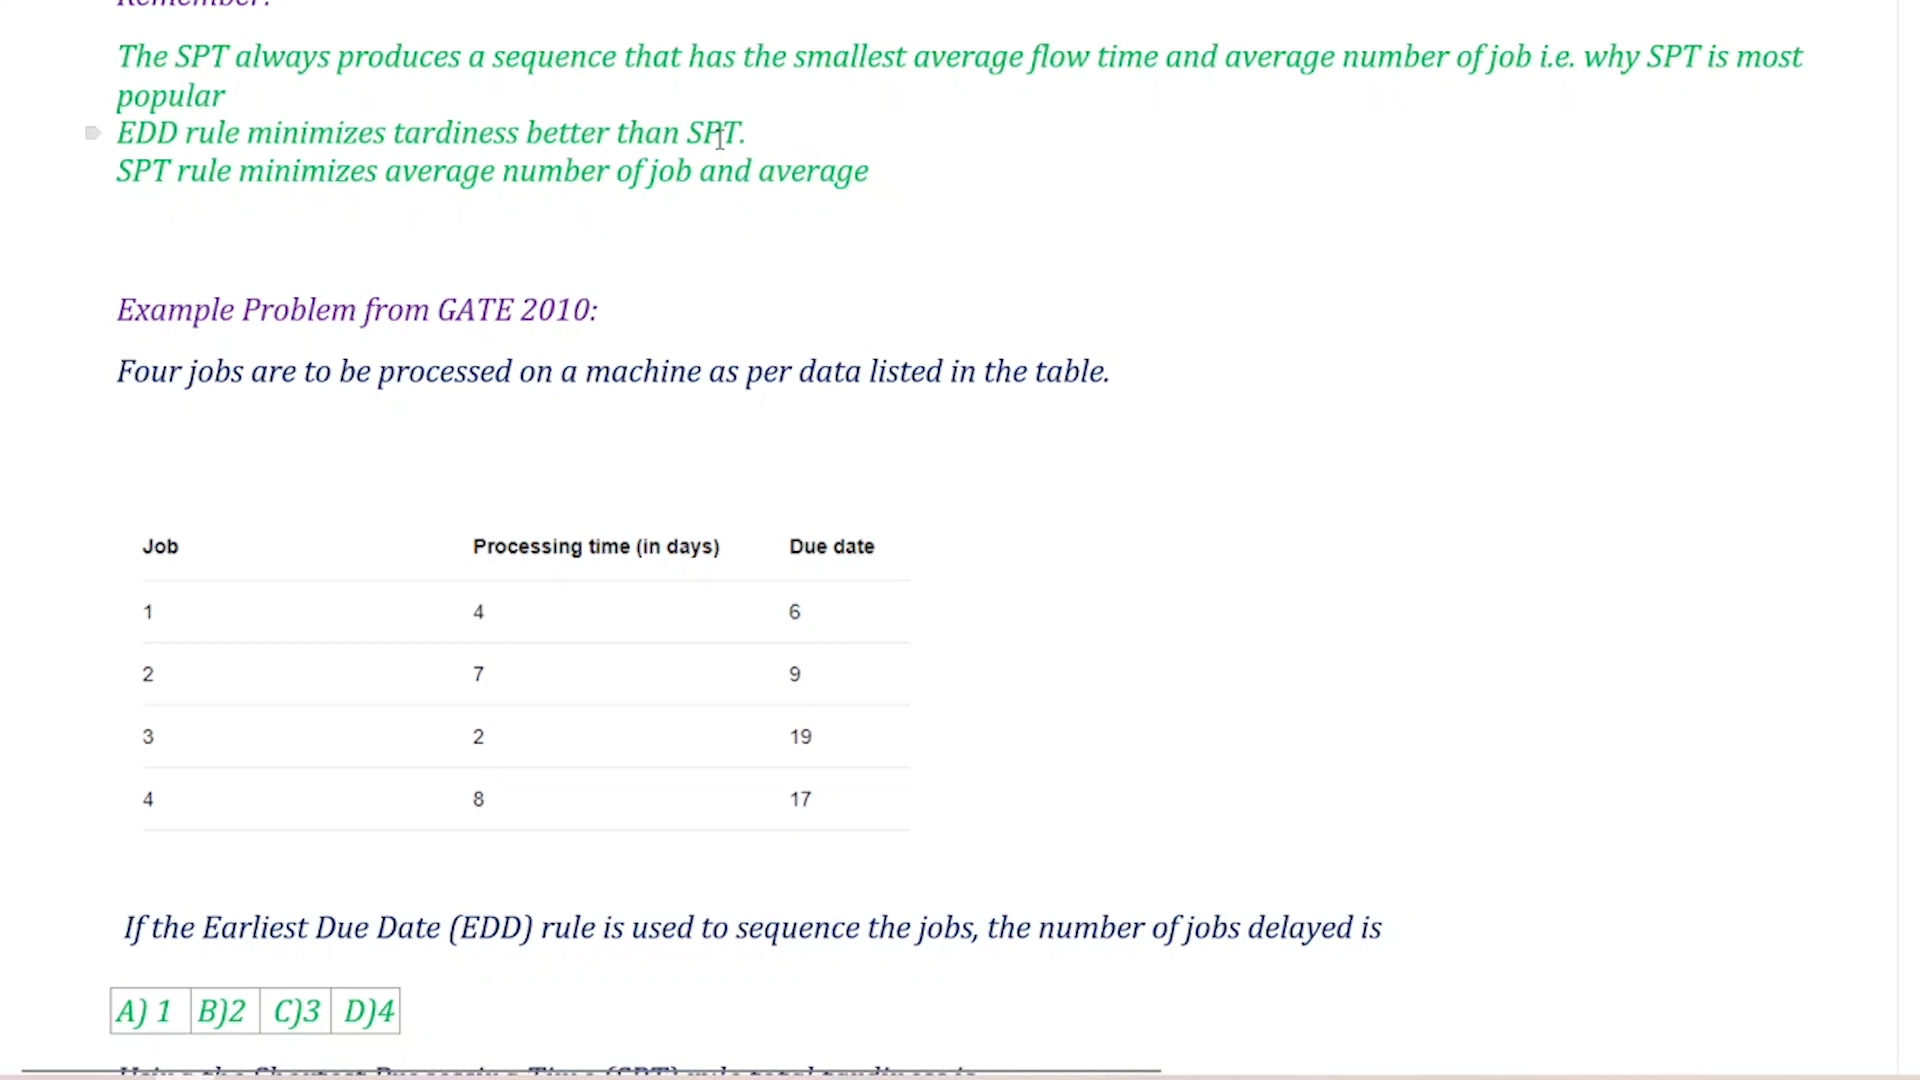 Remember:
The SPT always produces a sequence that has the smallest average flow time and average number of job i.e. why SPT is most
popular
EDD rule minimizes tardiness better than SPT.
SPT rule minimizes average number of job and average
Example Problem from GATE 2010:
Four jobs are to be processed on a machine as per data listed in the table.
Job Processing time (in days) Due date
1 4 6
2 7 9
3 2 19
4 8 17
If the Earliest Due Date (EDD) rule is used to sequence the jobs, the number of jobs delayed is
A) 1 B)2 C)3 D)4